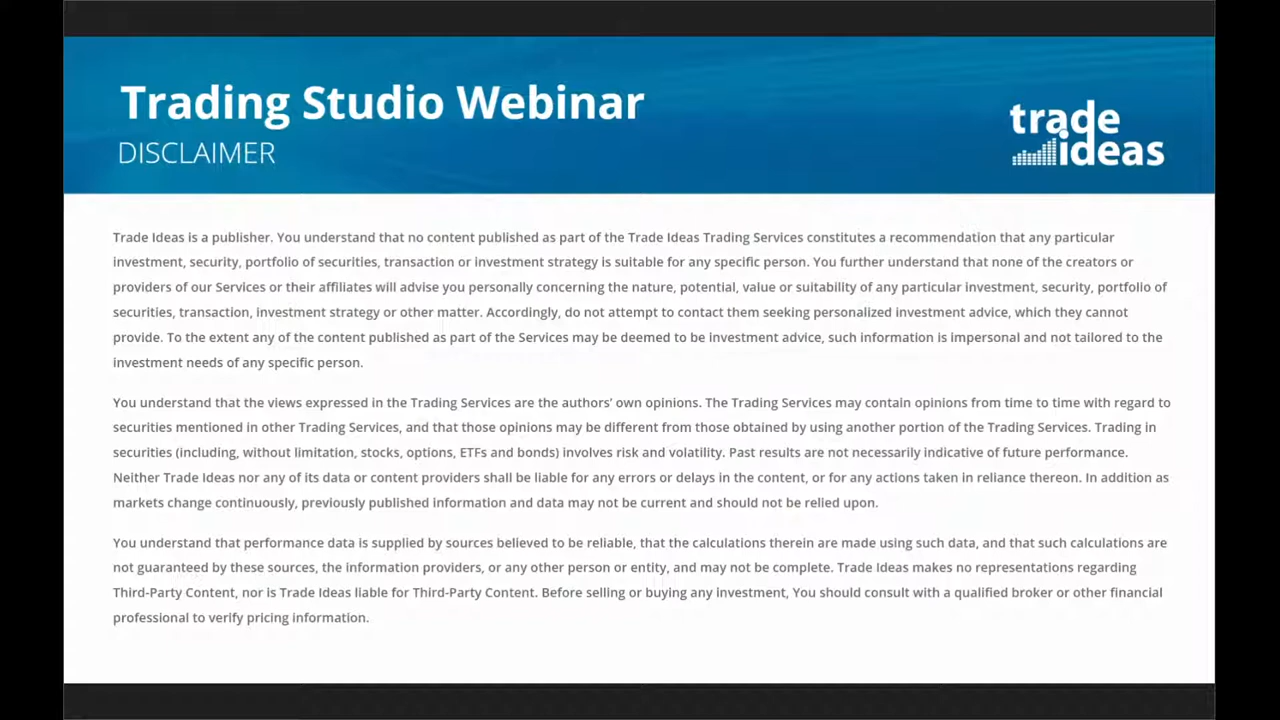 Trading Studio Webinar
DISCLAIMER
trade
ideas
Trade Ideas is a publisher. You understand that no content published as part of the Trade Ideas Trading Services constitutes a recommendation that any particular
investment, security, portfolio of securities, transaction or investment strategy is suitable for any specific person. You further understand that none of the creators or
providers of our Services or their affiliates will advise you personally concerning the nature, potential, value or suitability of any particular investment, security, portfolio of
securities, transaction, investment strategy or other matter. Accordingly, do not attempt to contact them seeking personalized investment advice, which they cannot
provide. To the extent any of the content published as part of the Services may be deemed to be investment advice, such information is impersonal and not tailored to the
investment needs of any specific person.
You understand that the views expressed in the Trading Services are the authors’ own opinions. The Trading Services may contain opinions from time to time with regard to
securities mentioned in other Trading Services, and that those opinions may be different from those obtained by using another portion of the Trading Services. Trading in
securities (including, without limitation, stocks, options, ETFs and bonds) involves risk and volatility. Past results are not necessarily indicative of future performance.
Neither Trade Ideas nor any of its data or content providers shall be liable for any errors or delays in the content, or for any actions taken in reliance thereon. In addition as
markets change continuously, previously published information and data may not be current and should not be relied upon.
You understand that performance data is supplied by sources believed to be reliable, that the calculations therein are made using such data, and that such calculations are
not guaranteed by these sources, the information providers, or any other person or entity, and may not be complete. Trade Ideas makes no representations regarding
Third-Party Content, nor is Trade Ideas liable for Third-Party Content. Before selling or buying any investment, You should consult with a qualified broker or other financial
professional to verify pricing information.